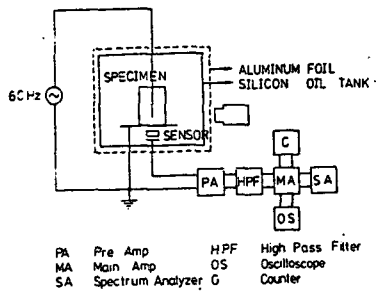 ALUMINUM FOIL
SPECIMEN
SILICON OIL TANK
60Hz
SENSOR
C
PA
HPF
MA
SA
OS
PA Pre Amp HPF High Pass Filter
MA Main Amp OS Oscilloscope
SA Spectrum Analyzer C Counter